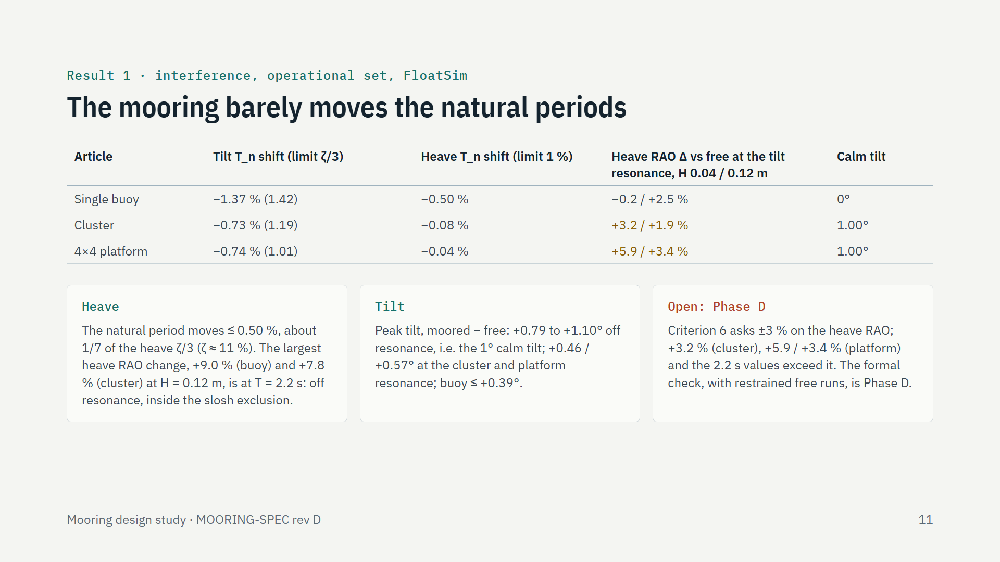 Result 1 · interference, operational set, FloatSim
The mooring barely moves the natural periods
Article Tilt T_n shift (limit ζ/3) Heave T_n shift (limit 1 %) Heave RAO Δ vs free at the tilt resonance, H 0.04 / 0.12 m Calm tilt
Single buoy −1.37 % (1.42) −0.50 % −0.2 / +2.5 % 0°
Cluster −0.73 % (1.19) −0.08 % +3.2 / +1.9 % 1.00°
4×4 platform −0.74 % (1.01) −0.04 % +5.9 / +3.4 % 1.00°
Heave
The natural period moves ≤ 0.50 %, about
1/7 of the heave ζ/3 (ζ ≈ 11 %). The largest
heave RAO change, +9.0 % (buoy) and +7.8
% (cluster) at H = 0.12 m, is at T = 2.2 s: off
resonance, inside the slosh exclusion.
Tilt
Peak tilt, moored − free: +0.79 to +1.10° off
resonance, i.e. the 1° calm tilt; +0.46 /
+0.57° at the cluster and platform
resonance; buoy ≤ +0.39°.
Open: Phase D
Criterion 6 asks ±3 % on the heave RAO;
+3.2 % (cluster), +5.9 / +3.4 % (platform)
and the 2.2 s values exceed it. The formal
check, with restrained free runs, is Phase D.
Mooring design study · MOORING-SPEC rev D
11